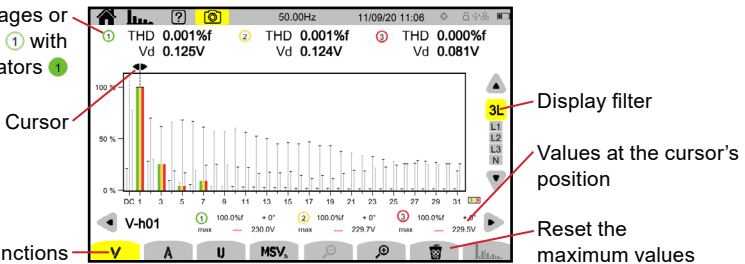 ages or
1 with
ators 1
Cursor
nctions
50.00Hz 11/09/20 11:06
1 THD 0.001%f 2 THD 0.001%f 3 THD 0.000%f
Vd 0.125V Vd 0.124V Vd 0.081V
100 %
50 %
0 %
DC 1 3 5 7 9 11 13 15 17 19 21 23 25 27 29 31
3L
L1
L2
L3
N
V-h01 1 100.0%f + 0° 2 100.0%f + 0° 3 100.0%f + 0°
max ---- 230.0V max ---- 229.7V max ---- 229.5V
V A U MSV
Display filter
Values at the cursor's
position
Reset the
maximum values